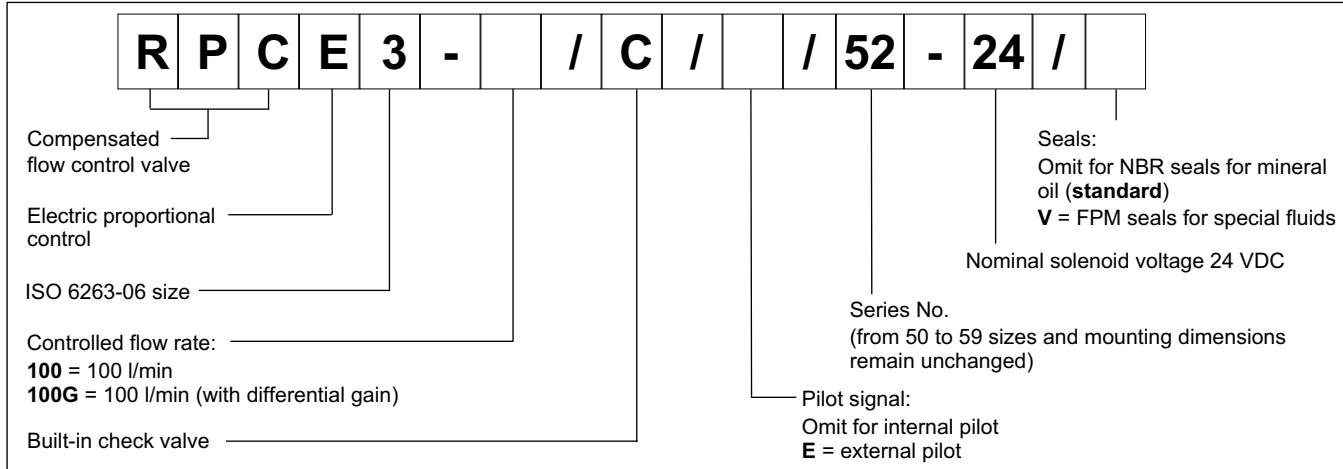 R P C E 3 - / C / / 52 - 24 /
Compensated
flow control valve
Electric proportional
control
ISO 6263-06 size
Controlled flow rate:
100 = 100 l/min
100G = 100 l/min (with differential gain)
Built-in check valve
Seals:
Omit for NBR seals for mineral
oil (standard)
V = FPM seals for special fluids
Nominal solenoid voltage 24 VDC
Series No.
(from 50 to 59 sizes and mounting dimensions
remain unchanged)
Pilot signal:
Omit for internal pilot
E = external pilot